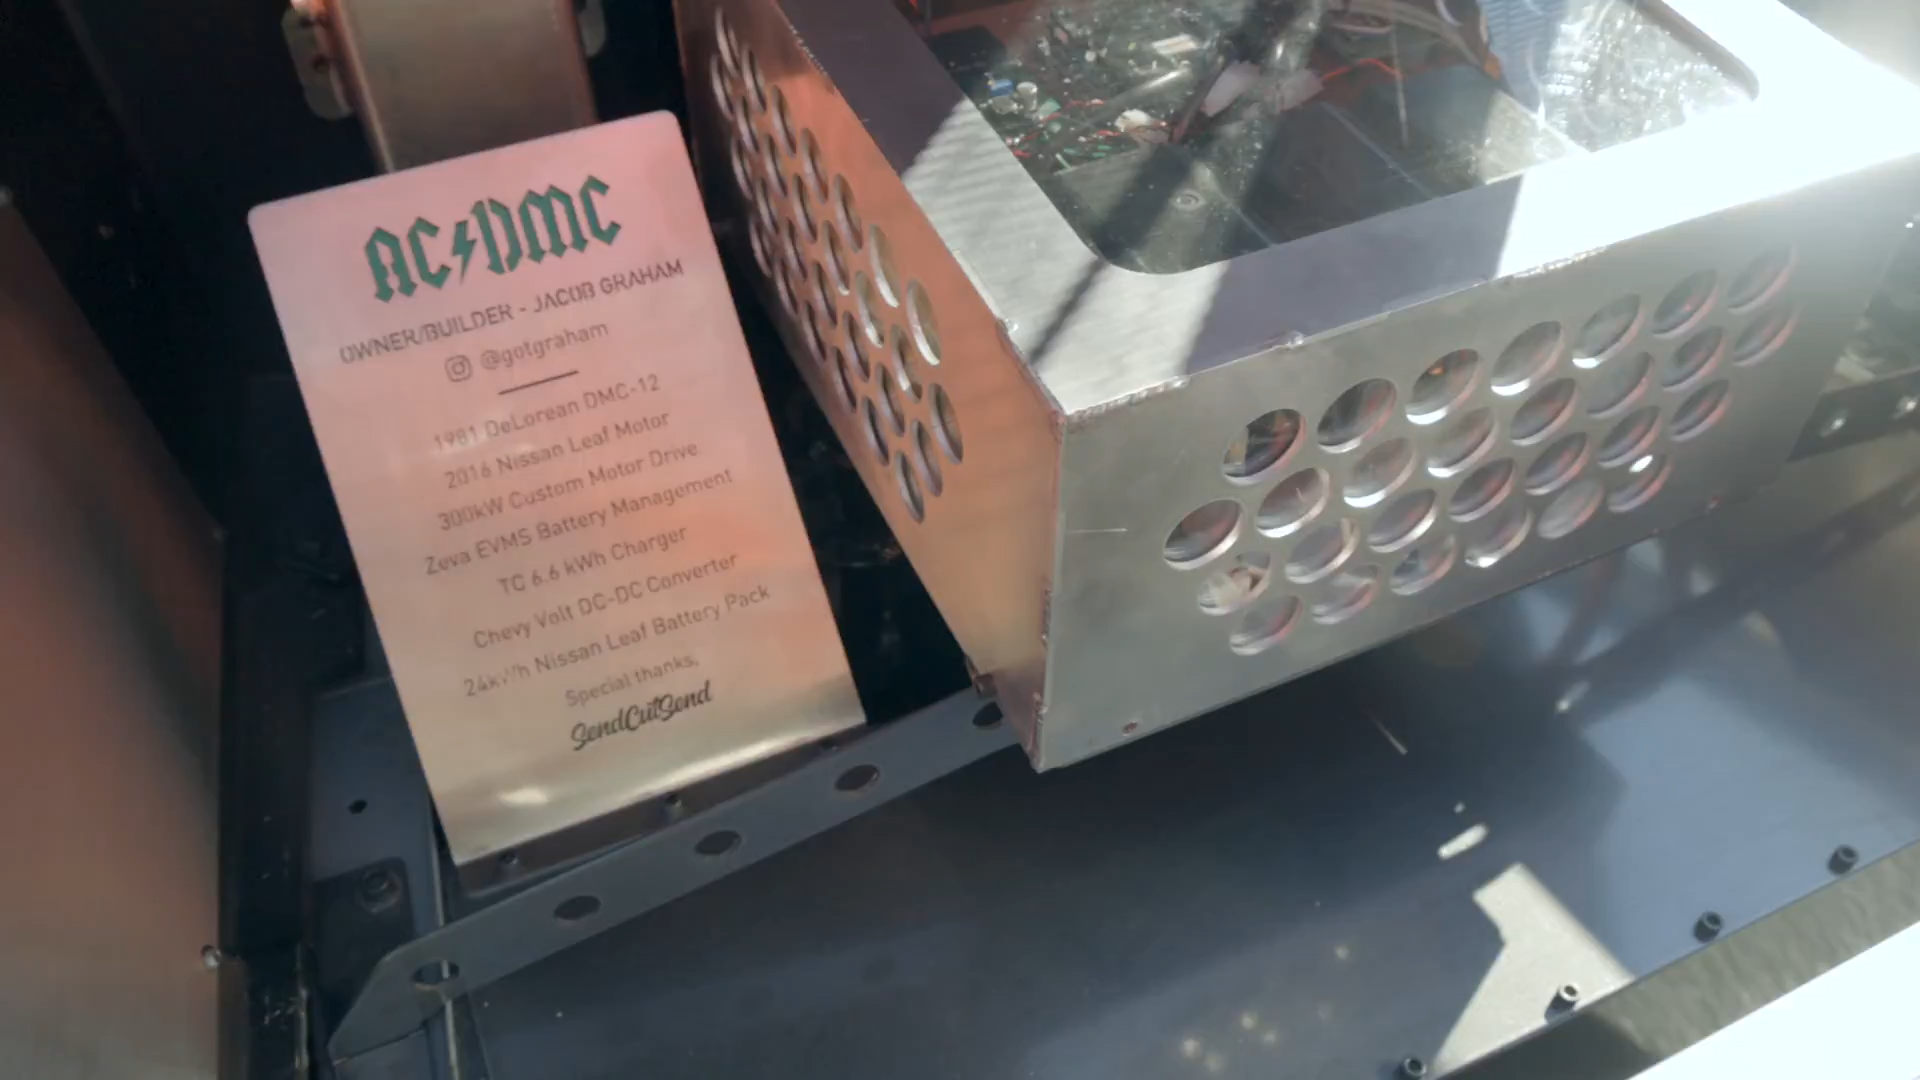 AC⚡DMC
OWNER/BUILDER - JACOB GRAHAM
@gotgraham
1981 DeLorean DMC-12
2016 Nissan Leaf Motor
300kW Custom Motor Drive
Zeva EVMS Battery Management
TC 6.6 kWh Charger
Chevy Volt DC-DC Converter
24kWh Nissan Leaf Battery Pack
Special thanks,
SendCutSend